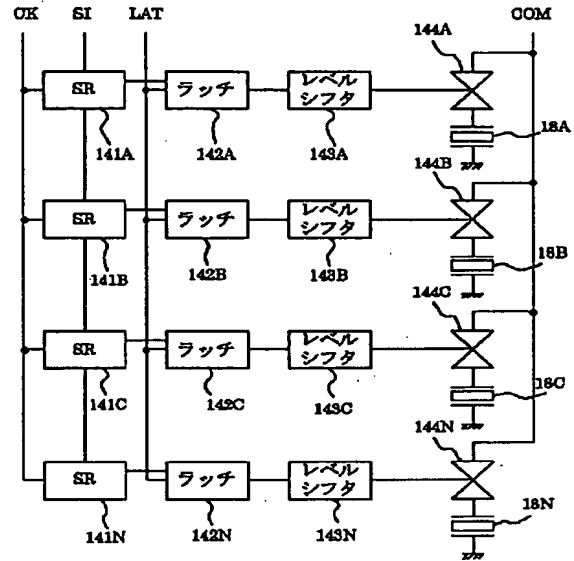 CK SI LAT COM
144A
SR ラッチ レベル
シフタ
141A 142A 143A 18A
144B
SR ラッチ レベル
シフタ
141B 142B 143B 18B
144C
SR ラッチ レベル
シフタ
141C 142C 143C 18C
144N
SR ラッチ レベル
シフタ
141N 142N 143N 18N